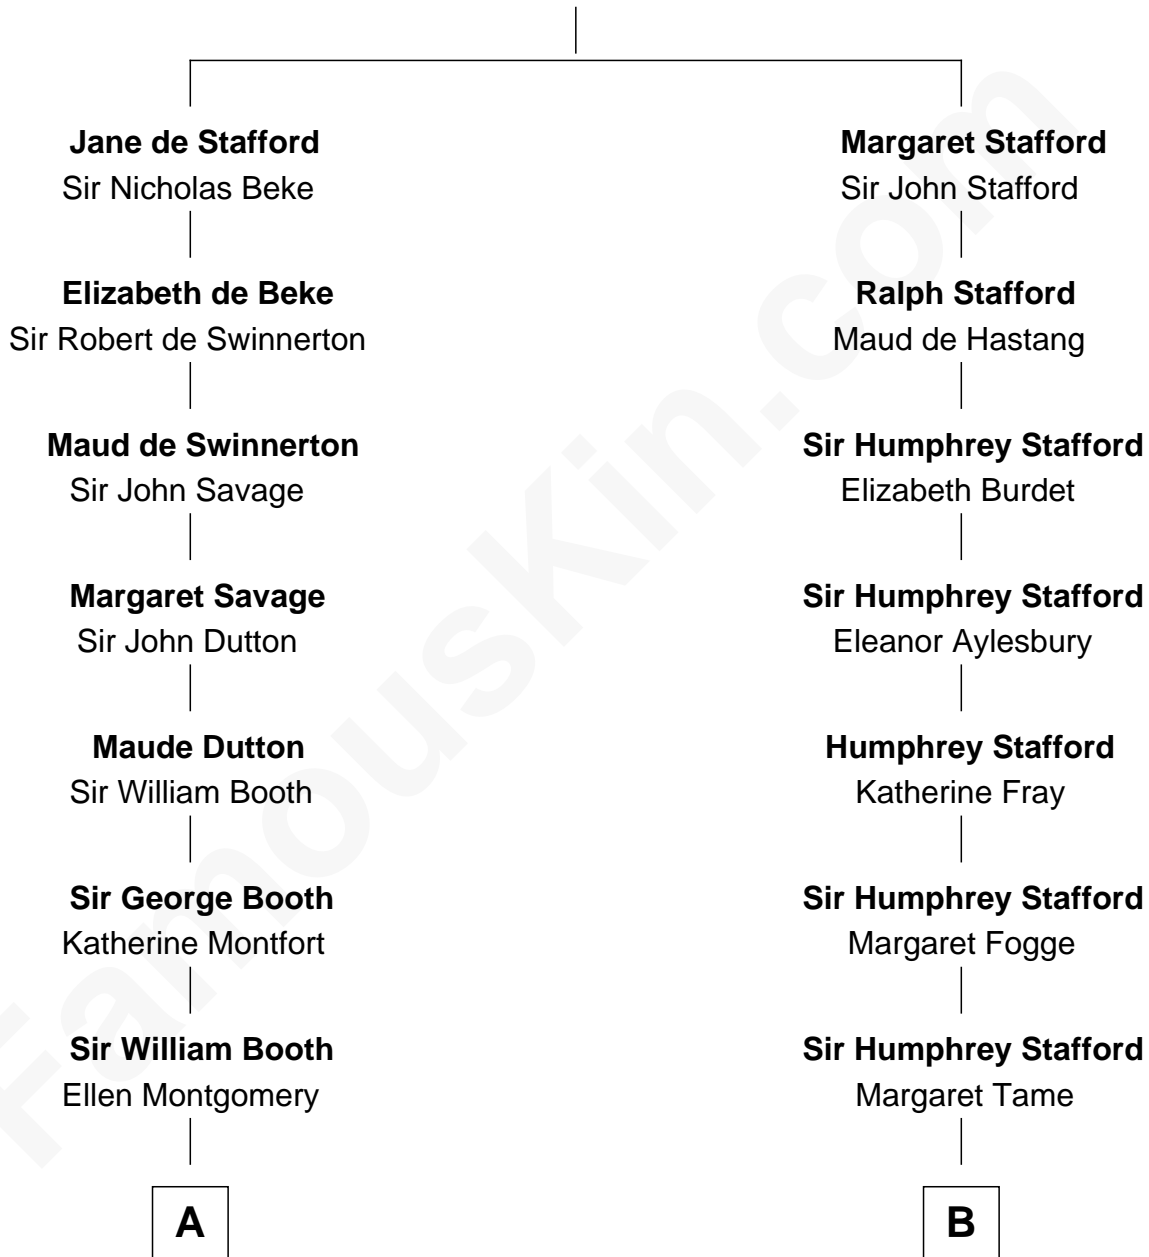 Jane de Stafford
Sir Nicholas Beke
Elizabeth de Beke
Sir Robert de Swinnerton
Maud de Swinnerton
Sir John Savage
Margaret Savage
Sir John Dutton
Maude Dutton
Sir William Booth
Sir George Booth
Katherine Montfort
Sir William Booth
Ellen Montgomery
A
Margaret Stafford
Sir John Stafford
Ralph Stafford
Maud de Hastang
Sir Humphrey Stafford
Elizabeth Burdet
Sir Humphrey Stafford
Eleanor Aylesbury
Humphrey Stafford
Katherine Fray
Sir Humphrey Stafford
Margaret Fogge
Sir Humphrey Stafford
Margaret Tame
B
FamousKin.com